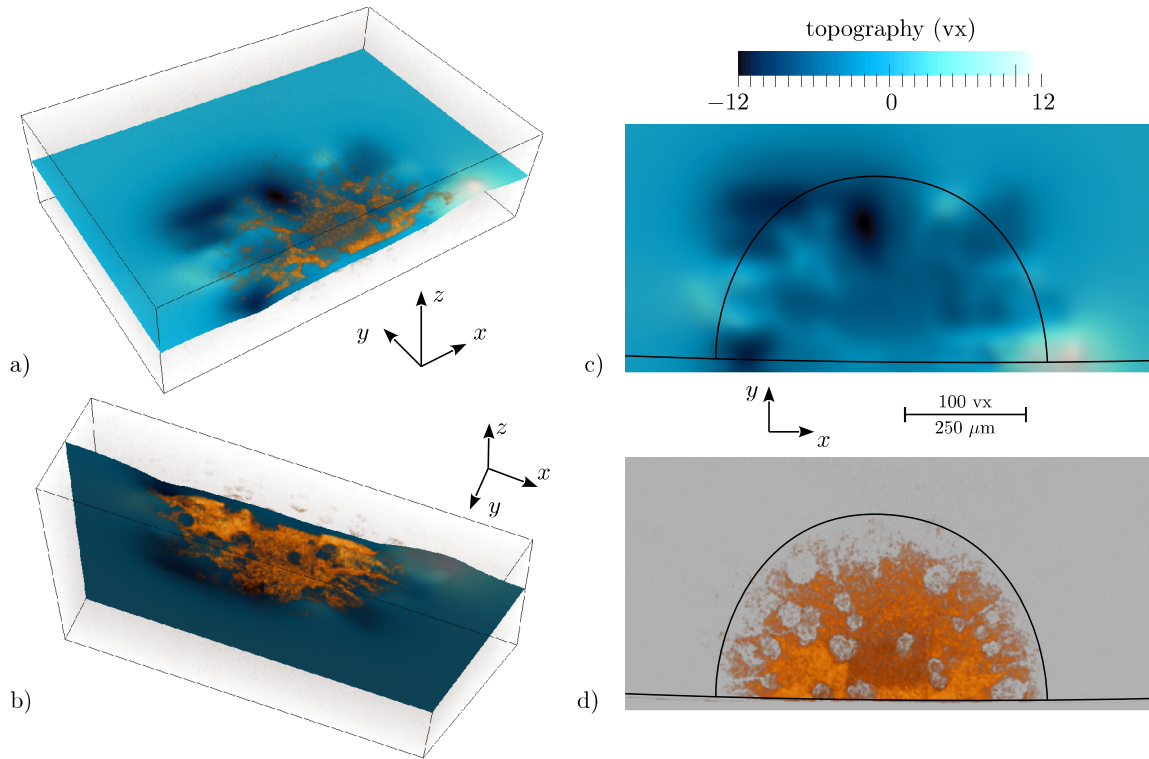 topography (vx)
−12 0 12
z
y
x
a)
c)
y
x
100 vx
250 μm
z
x
y
b)
d)